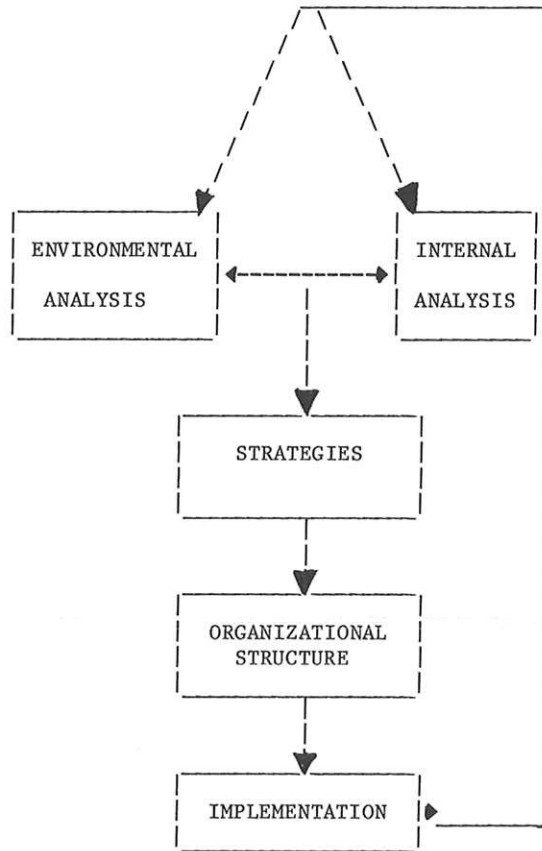 ENVIRONMENTAL
ANALYSIS
INTERNAL
ANALYSIS
STRATEGIES
ORGANIZATIONAL
STRUCTURE
IMPLEMENTATION